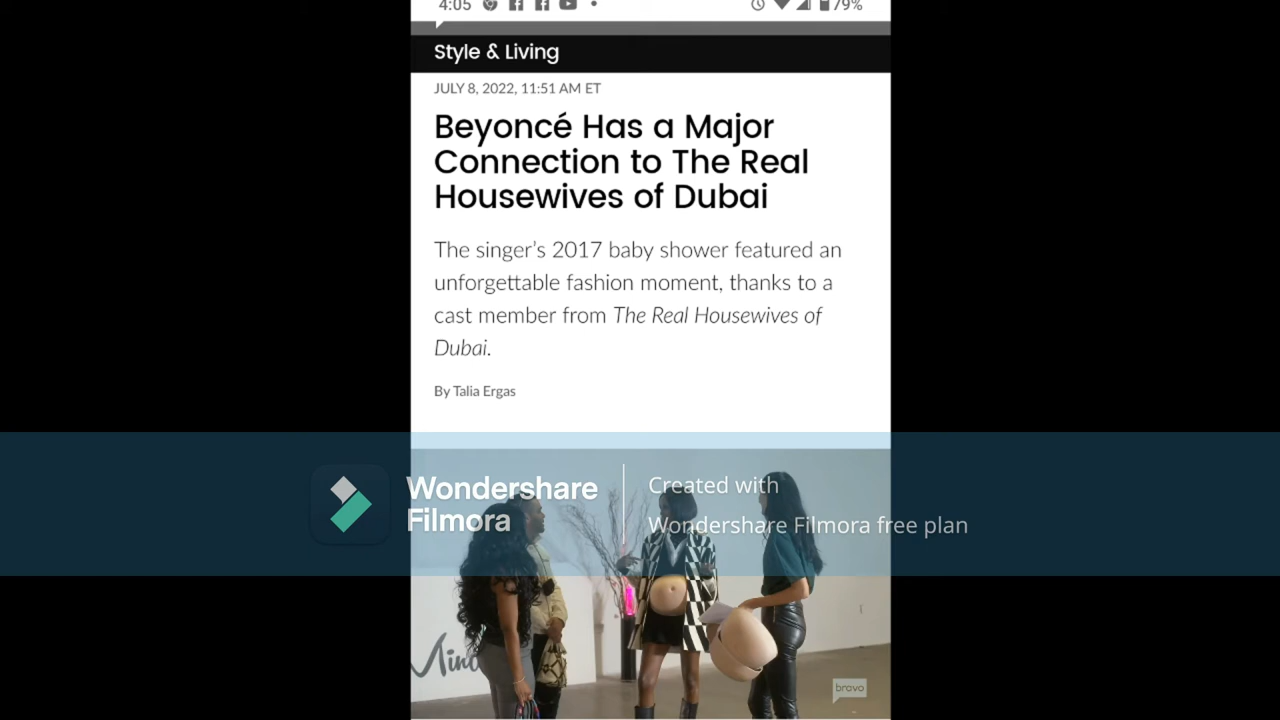 4:05
79%
Style & Living
JULY 8, 2022, 11:51 AM ET
Beyoncé Has a Major
Connection to The Real
Housewives of Dubai
The singer's 2017 baby shower featured an
unforgettable fashion moment, thanks to a
cast member from The Real Housewives of
Dubai.
By Talia Ergas
Wondershare
Filmora
Created with
Wondershare Filmora free plan
bravo